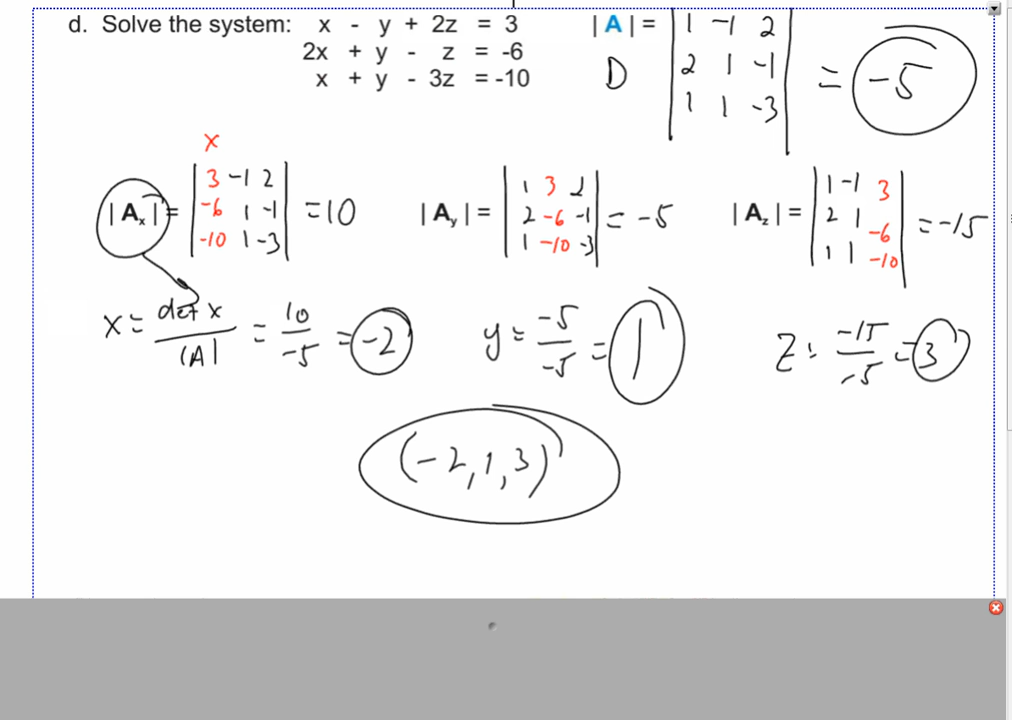 d. Solve the system: x - y + 2z = 3
2x + y - z = -6
x + y - 3z = -10
|A| = | 1 -1 2 |
D | 2 1 -1 | = -5
| 1 1 -3 |
x
|Aₓ| = | 3 -1 2 |
| -6 1 -1 | = 10
| -10 1 -3 |
|Aᵧ| = | 1 3 2 |
| 2 -6 -1 | = -5
| 1 -10 -3 |
|A_z| = | 1 -1 3 |
| 2 1 -6 | = -15
| 1 1 -10 |
x = det x / |A| = 10 / -5 = -2
y = -5 / -5 = 1
z = -15 / -5 = 3
(-2, 1, 3)